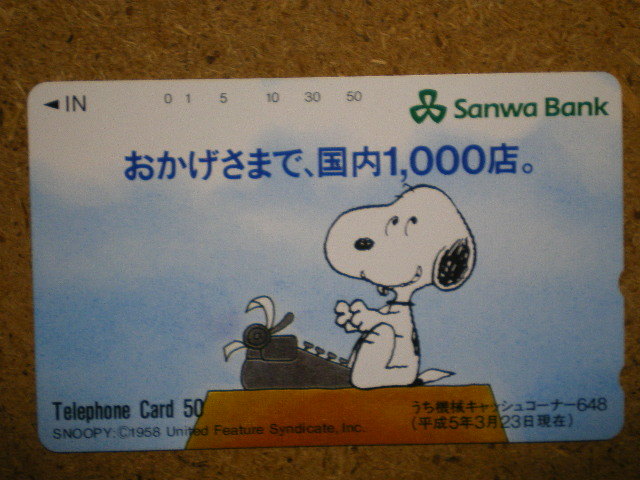 ◀IN 0 1 5 10 30 50
Sanwa Bank
おかげさまで、国内1,000店。
Telephone Card 50
SNOOPY:©1958 United Feature Syndicate, Inc.
うち機械キャッシュコーナー648
(平成5年3月23日現在)